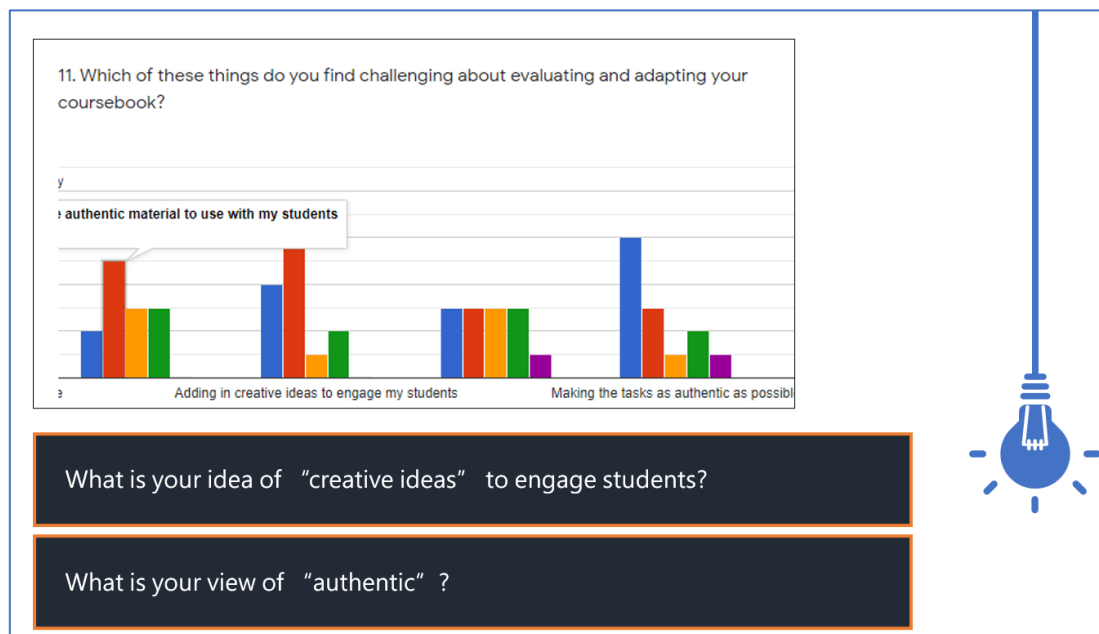 11. Which of these things do you find challenging about evaluating and adapting your
coursebook?
y
authentic material to use with my students
Adding in creative ideas to engage my students
Making the tasks as authentic as possibl
What is your idea of “creative ideas” to engage students?
What is your view of “authentic” ?